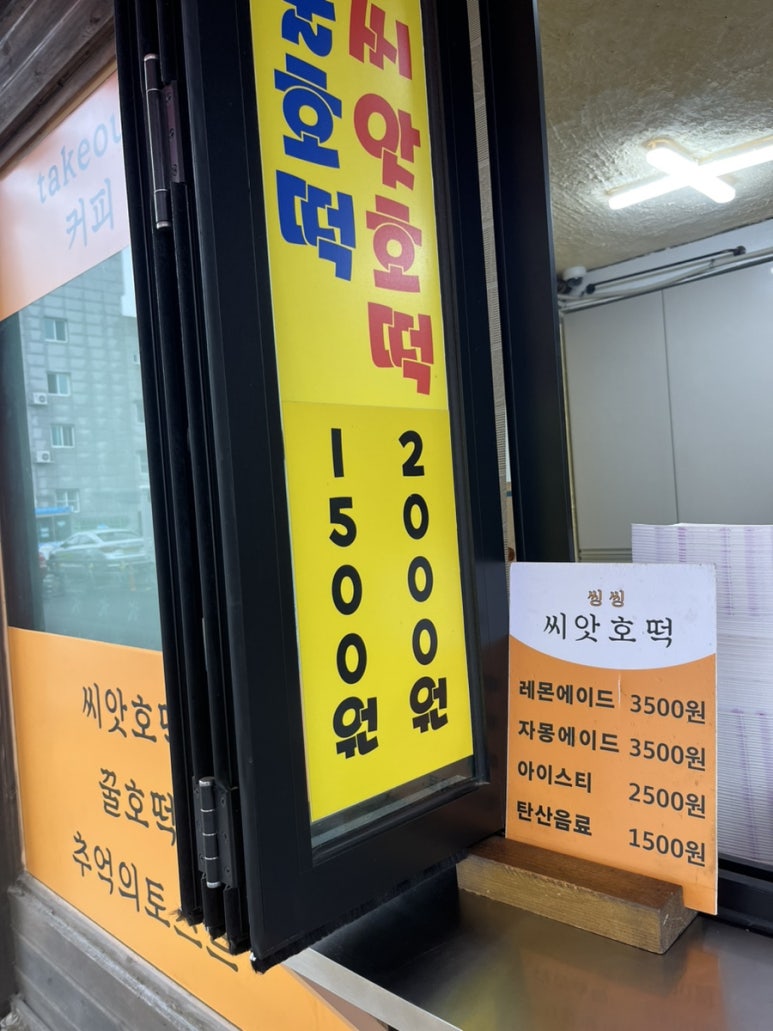 커피
씨앗호떡
꿀호떡
추억의토스트
씨앗호떡
2000원
호떡
1500원
씽씽
씨앗호떡
레몬에이드 3500원
자몽에이드 3500원
아이스티 2500원
탄산음료 1500원